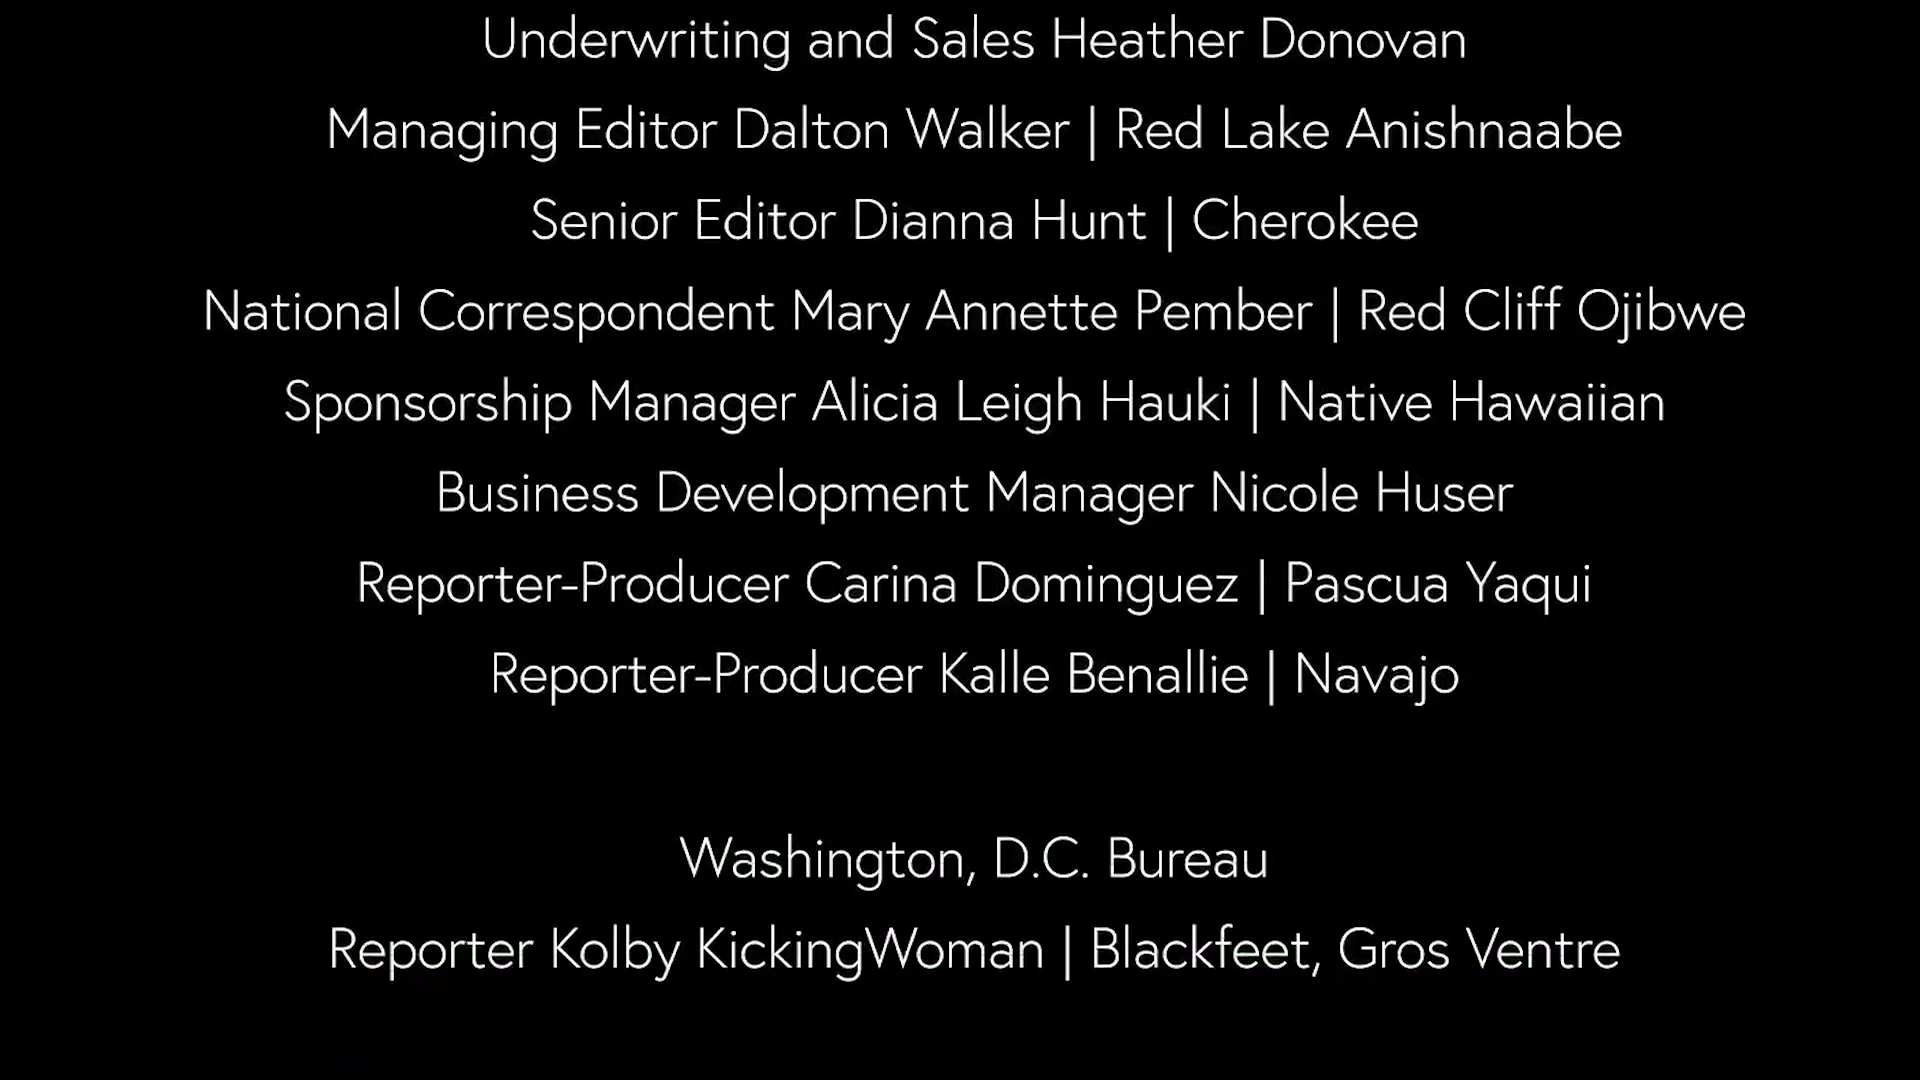 Underwriting and Sales Heather Donovan
Managing Editor Dalton Walker | Red Lake Anishnaabe
Senior Editor Dianna Hunt | Cherokee
National Correspondent Mary Annette Pember | Red Cliff Ojibwe
Sponsorship Manager Alicia Leigh Hauki | Native Hawaiian
Business Development Manager Nicole Huser
Reporter-Producer Carina Dominguez | Pascua Yaqui
Reporter-Producer Kalle Benallie | Navajo
Washington, D.C. Bureau
Reporter Kolby KickingWoman | Blackfeet, Gros Ventre